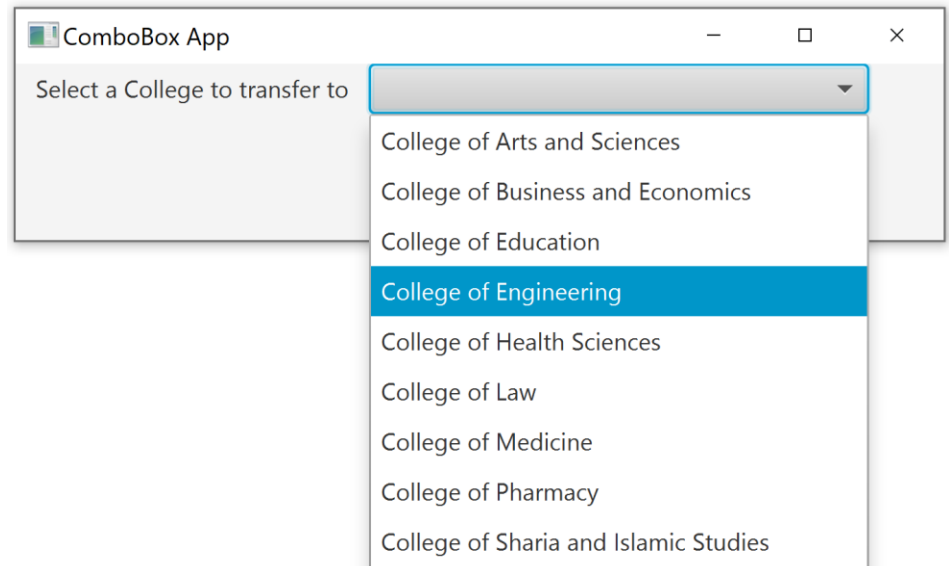 ComboBox App
Select a College to transfer to
College of Arts and Sciences
College of Business and Economics
College of Education
College of Engineering
College of Health Sciences
College of Law
College of Medicine
College of Pharmacy
College of Sharia and Islamic Studies